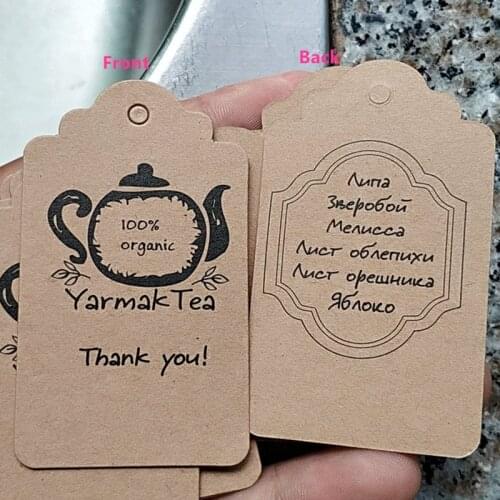 Front
Back
100%
organic
YarmakTea
Thank you!
Липа
Зверобой
Мелисса
Лист облепихи
Лист орешника
Яблоко